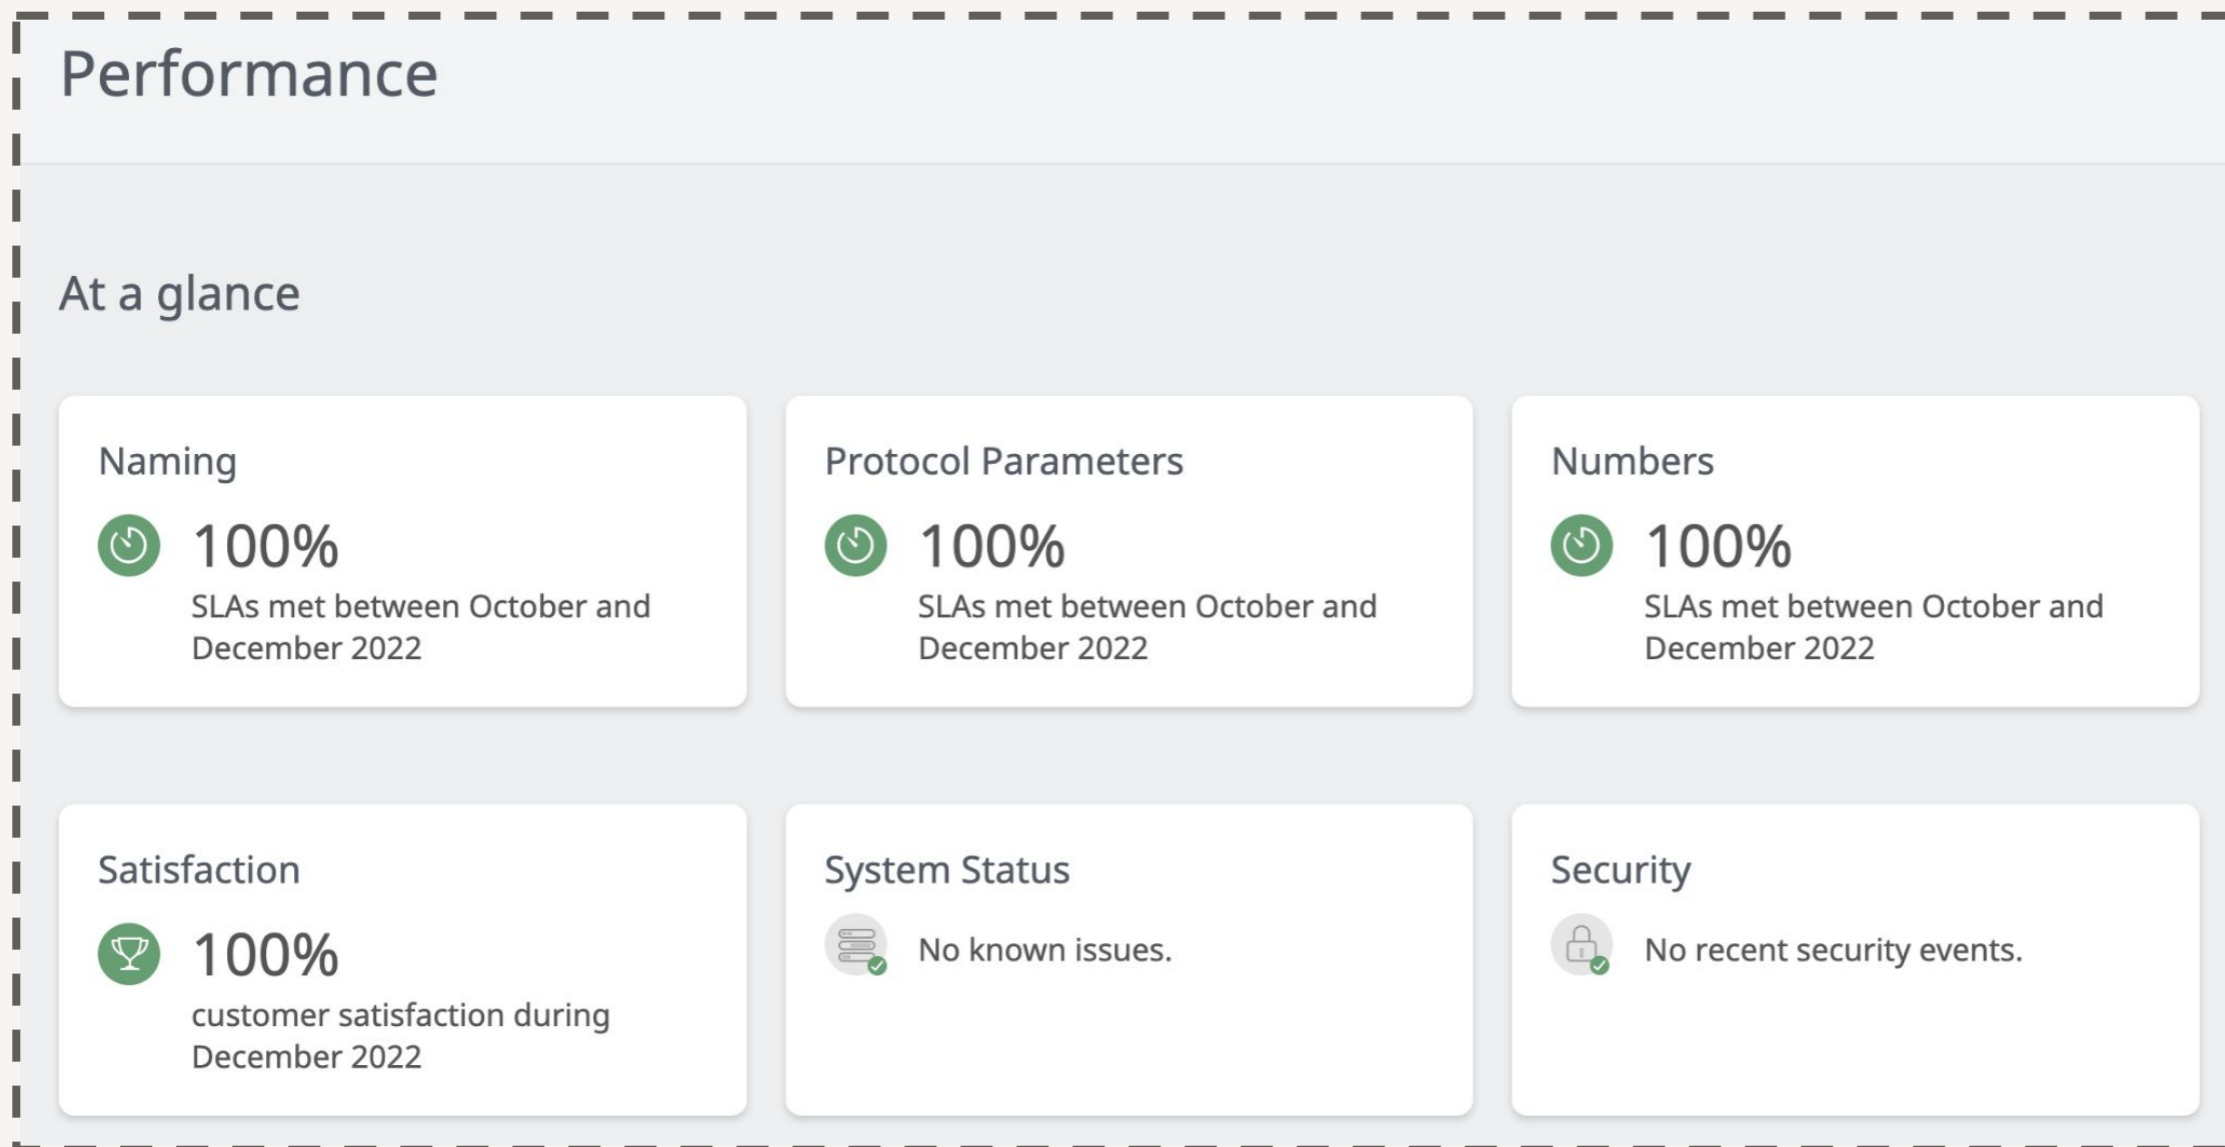 Performance
At a glance
Naming
100%
SLAs met between October and
December 2022
Protocol Parameters
100%
SLAs met between October and
December 2022
Numbers
100%
SLAs met between October and
December 2022
Satisfaction
100%
customer satisfaction during
December 2022
System Status
No known issues.
Security
No recent security events.